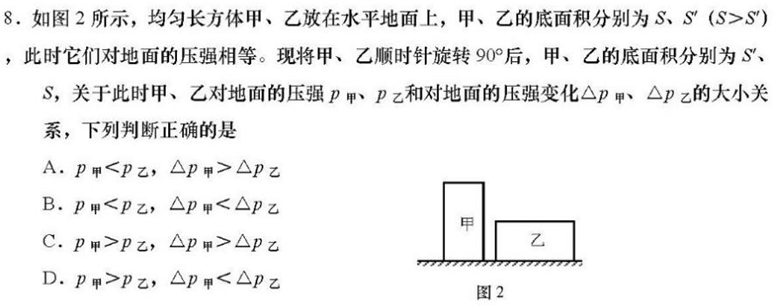 8．如图 2 所示，均匀长方体甲、乙放在水平地面上，甲、乙的底面积分别为 S、S′（S>S′）
，此时它们对地面的压强相等。现将甲、乙顺时针旋转 90°后，甲、乙的底面积分别为 S′、
S，关于此时甲、乙对地面的压强 p 甲、p 乙和对地面的压强变化△p 甲、△p 乙的大小关
系，下列判断正确的是
A．p 甲<p 乙，△p 甲>△p 乙
B．p 甲<p 乙，△p 甲<△p 乙
C．p 甲>p 乙，△p 甲>△p 乙
D．p 甲>p 乙，△p 甲<△p 乙
甲
乙
图 2